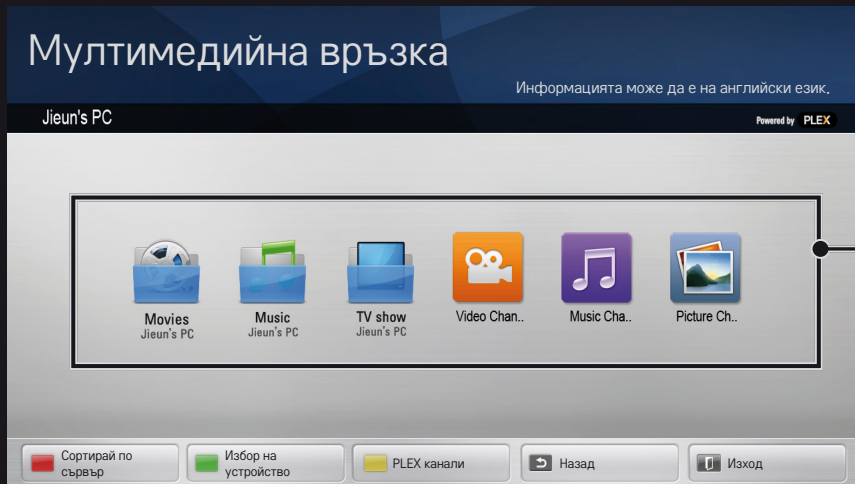 Мултимедийна връзка
Информацията може да е на английски език.
Jieun's PC
Powered by PLEX
Movies
Jieun's PC
Music
Jieun's PC
TV show
Jieun's PC
Video Chan..
Music Cha..
Picture Ch..
Сортирай по
сървър
Избор на
устройство
PLEX канали
Назад
Изход